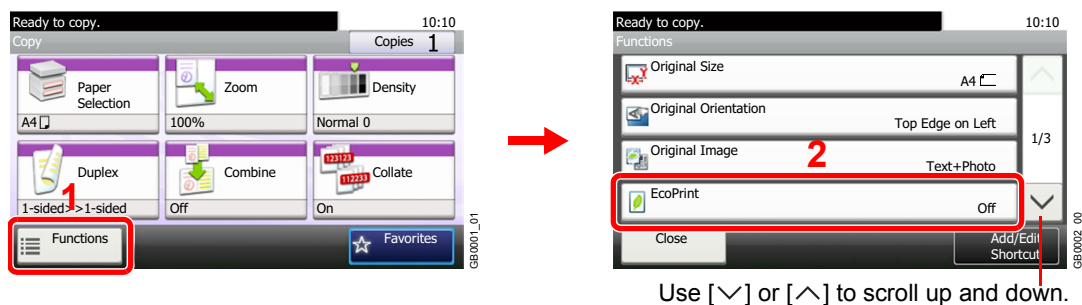 Ready to copy. 10:10
Copy Copies 1
Paper Selection
A4
Zoom
100%
Density
Normal 0
Duplex
1-sided>>1-sided
Combine
Off
123123
112233
Collate
On
1
Functions
Favorites
GB0001_01
Ready to copy. 10:10
Functions
Original Size
A4
Original Orientation
Top Edge on Left
1/3
Original Image
Text+Photo
2
EcoPrint
Off
Close
Add/Edit
Shortcut
GB0002_00
Use [∨] or [∧] to scroll up and down.